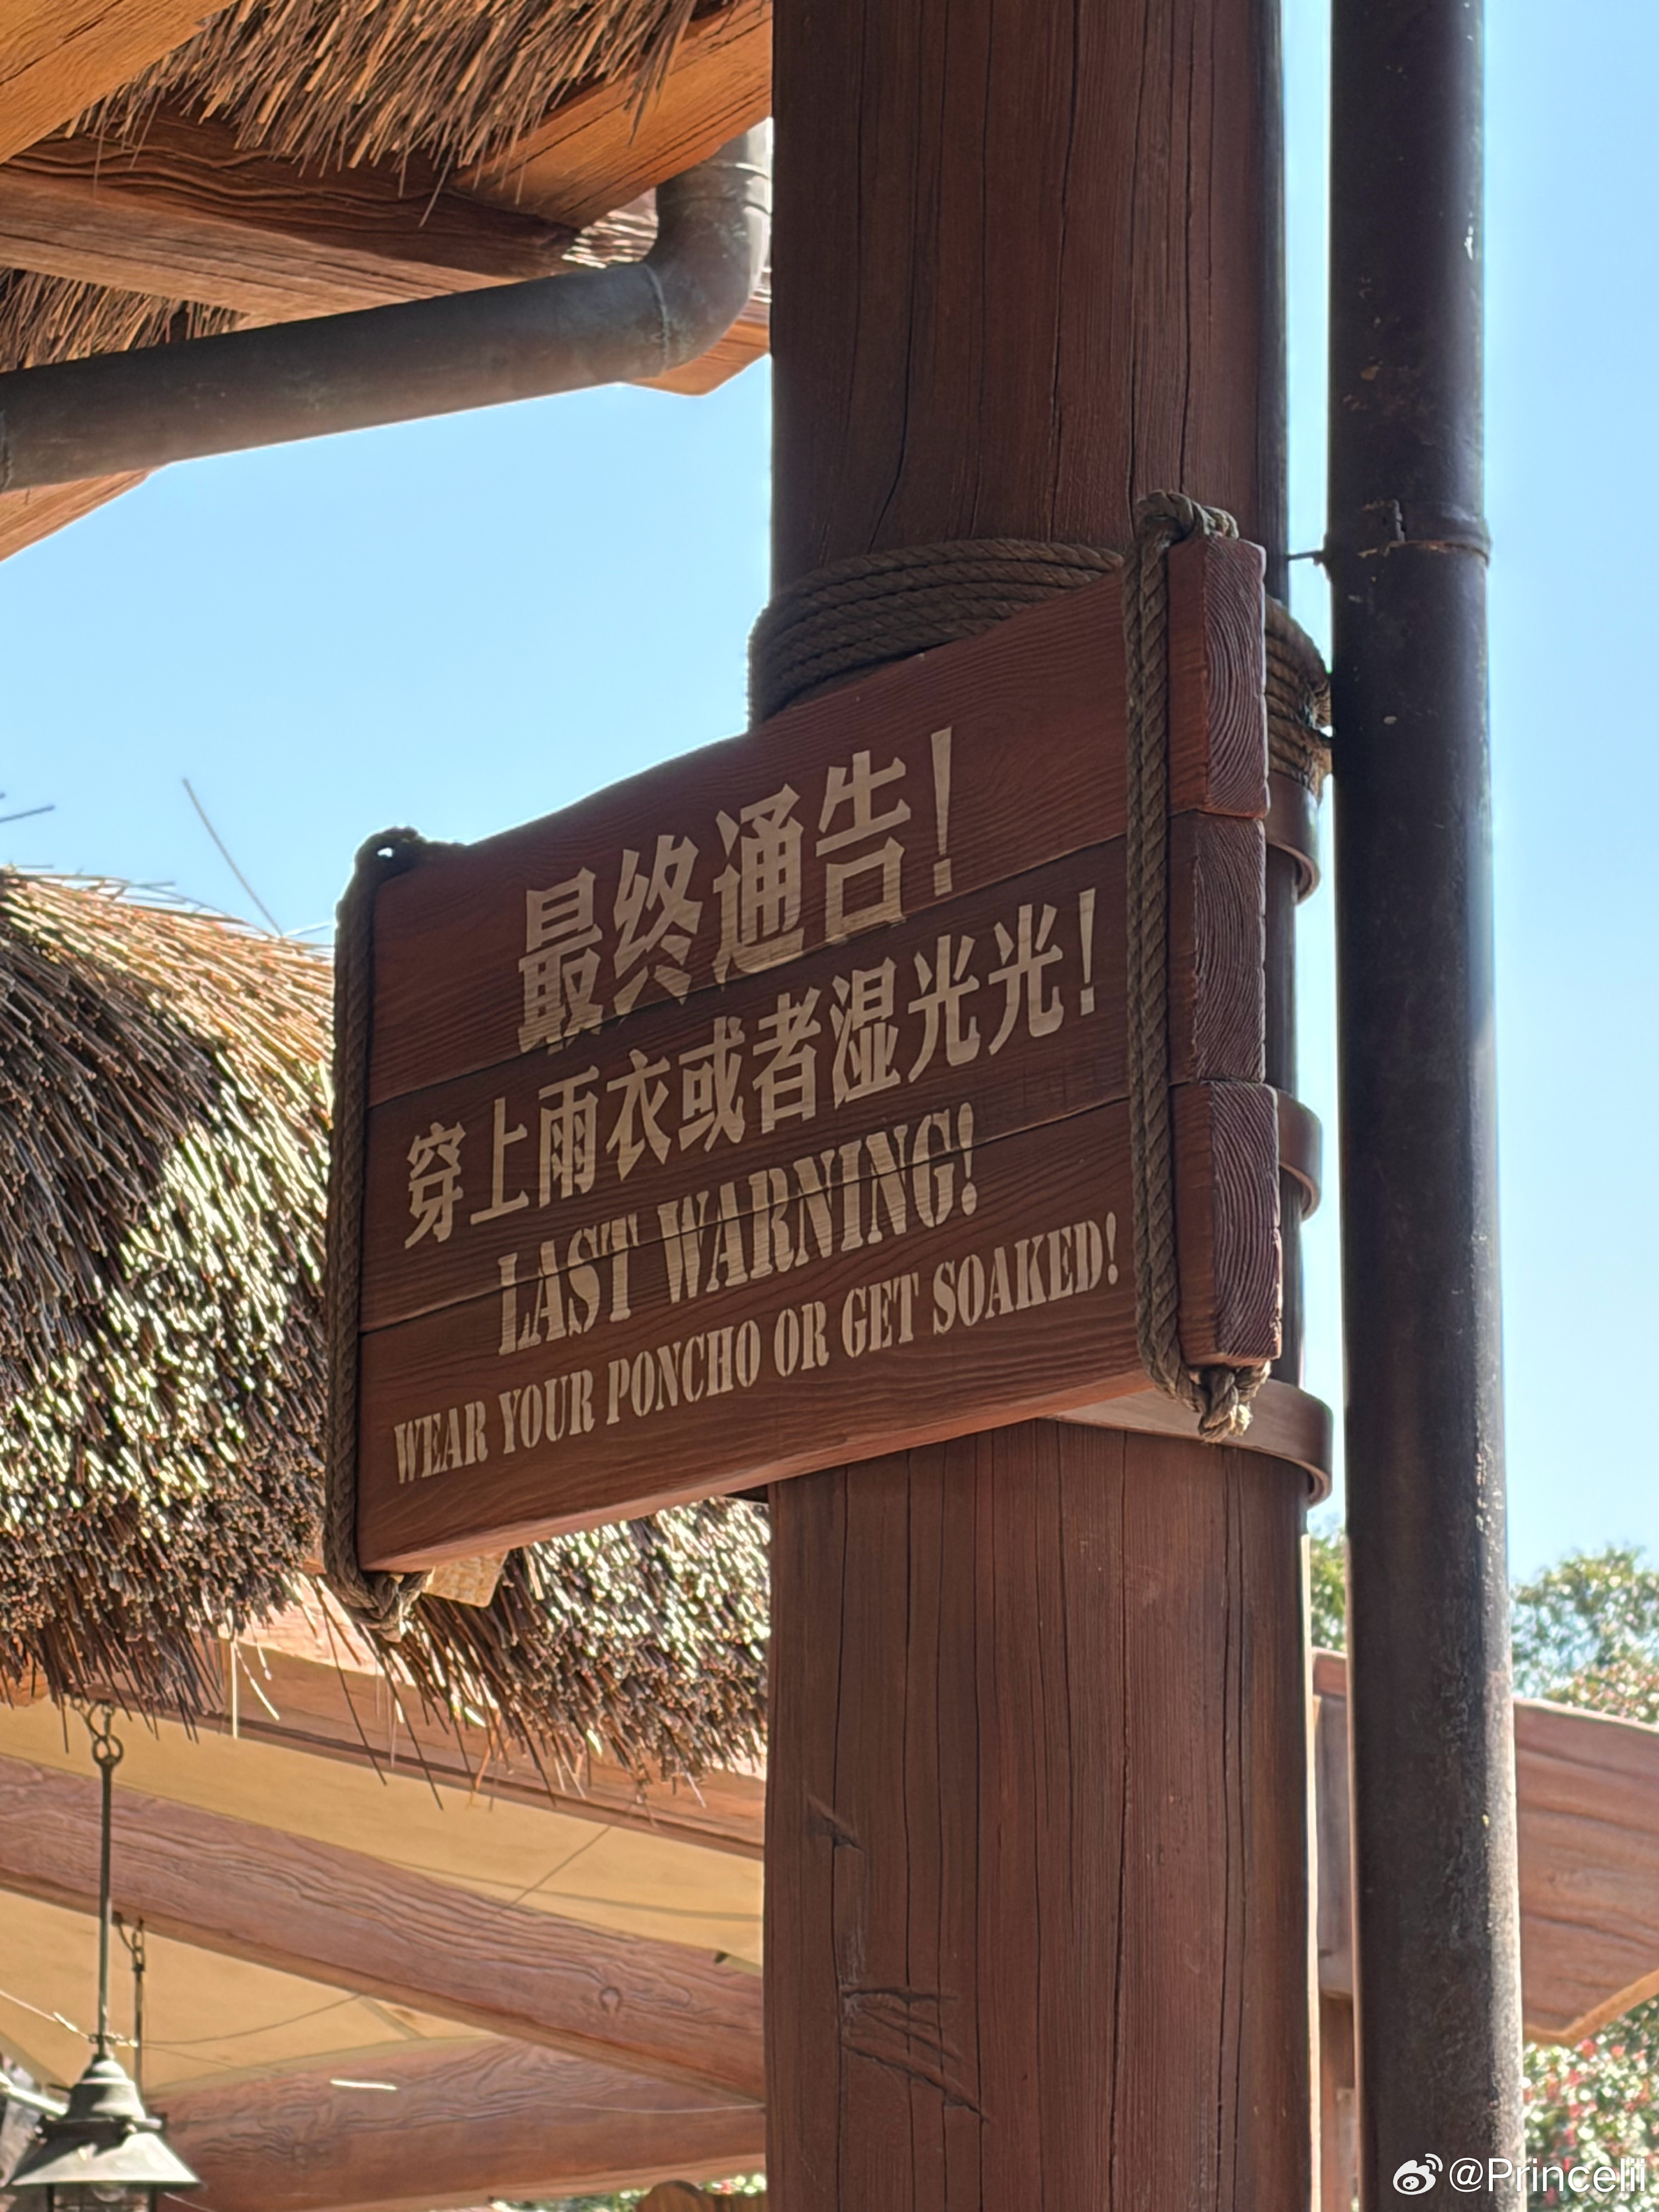 最终通告！
穿上雨衣或者湿光光！
LAST WARNING!
WEAR YOUR PONCHO OR GET SOAKED!
@Princelii